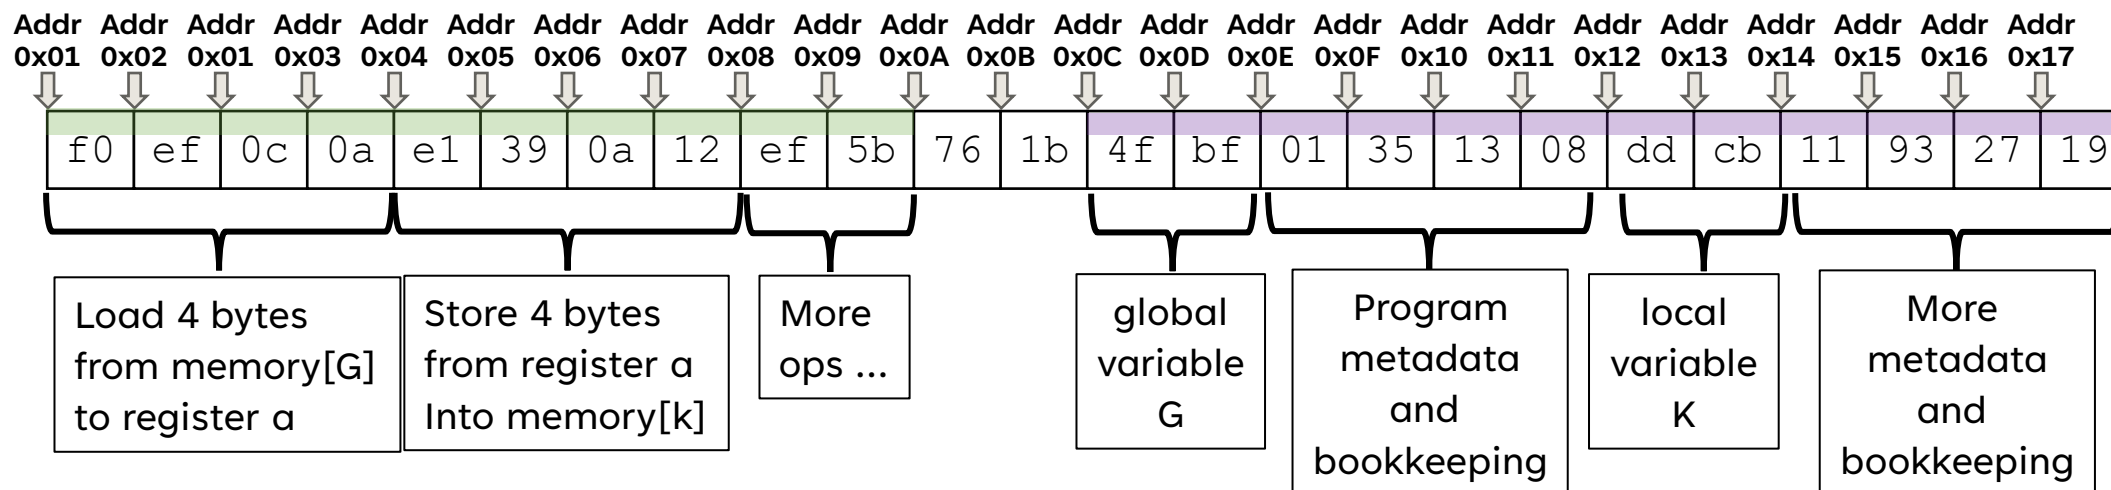 Addr Addr Addr Addr Addr Addr Addr Addr Addr Addr Addr Addr Addr Addr Addr Addr Addr Addr Addr Addr Addr Addr Addr Addr
0x01 0x02 0x01 0x03 0x04 0x05 0x06 0x07 0x08 0x09 0x0A 0x0B 0x0C 0x0D 0x0E 0x0F 0x10 0x11 0x12 0x13 0x14 0x15 0x16 0x17
f0 ef 0c 0a e1 39 0a 12 ef 5b 76 1b 4f bf 01 35 13 08 dd cb 11 93 27 19
Load 4 bytes
from memory[G]
to register a
Store 4 bytes
from register a
Into memory[k]
More
ops ...
global
variable
G
Program
metadata
and
bookkeeping
local
variable
K
More
metadata
and
bookkeeping